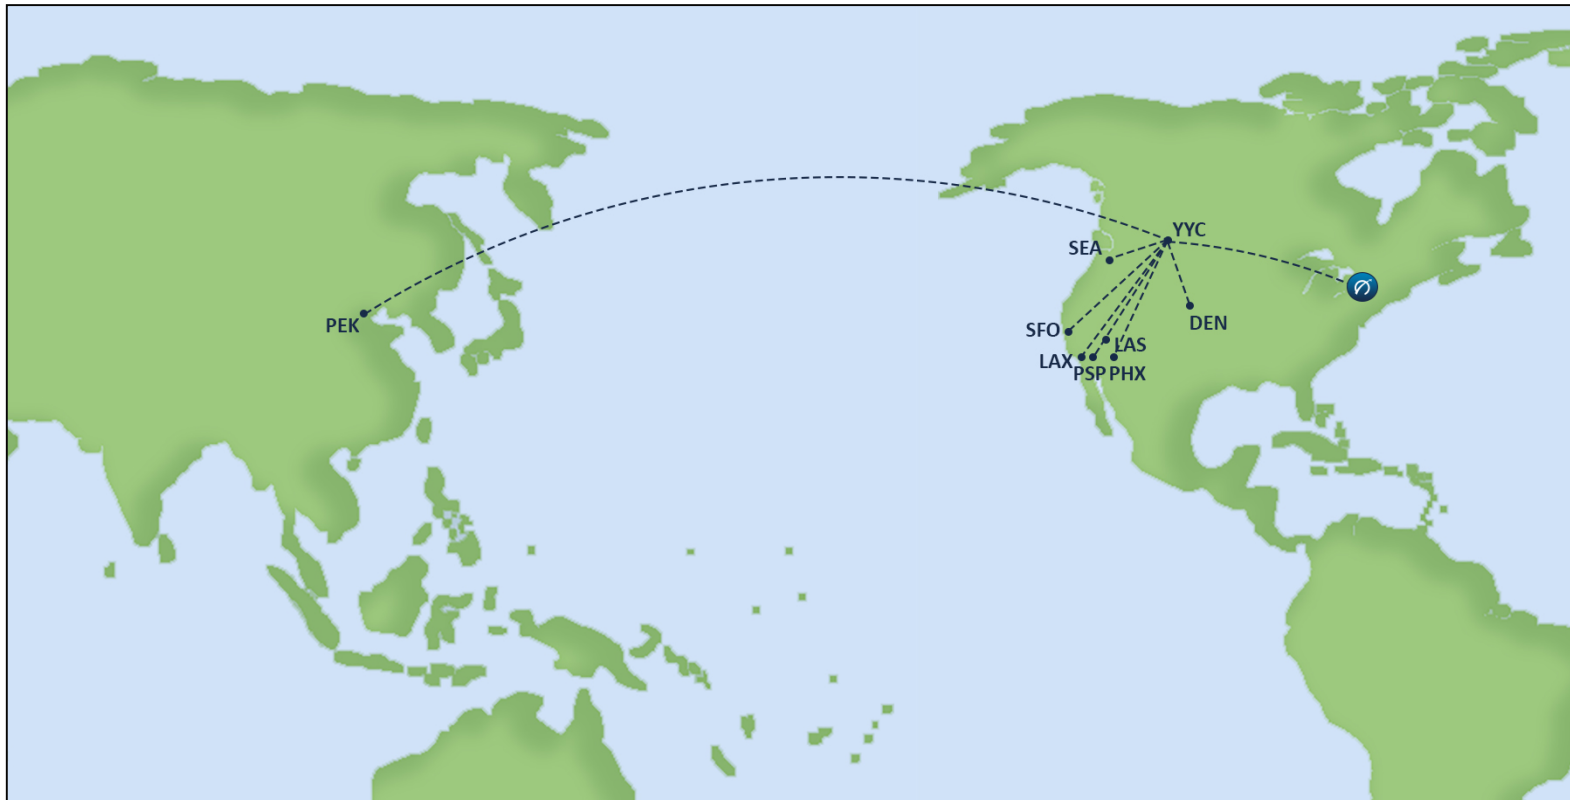 YYC
SEA
PEK
DEN
SFO
LAS
LAX
PSP PHX